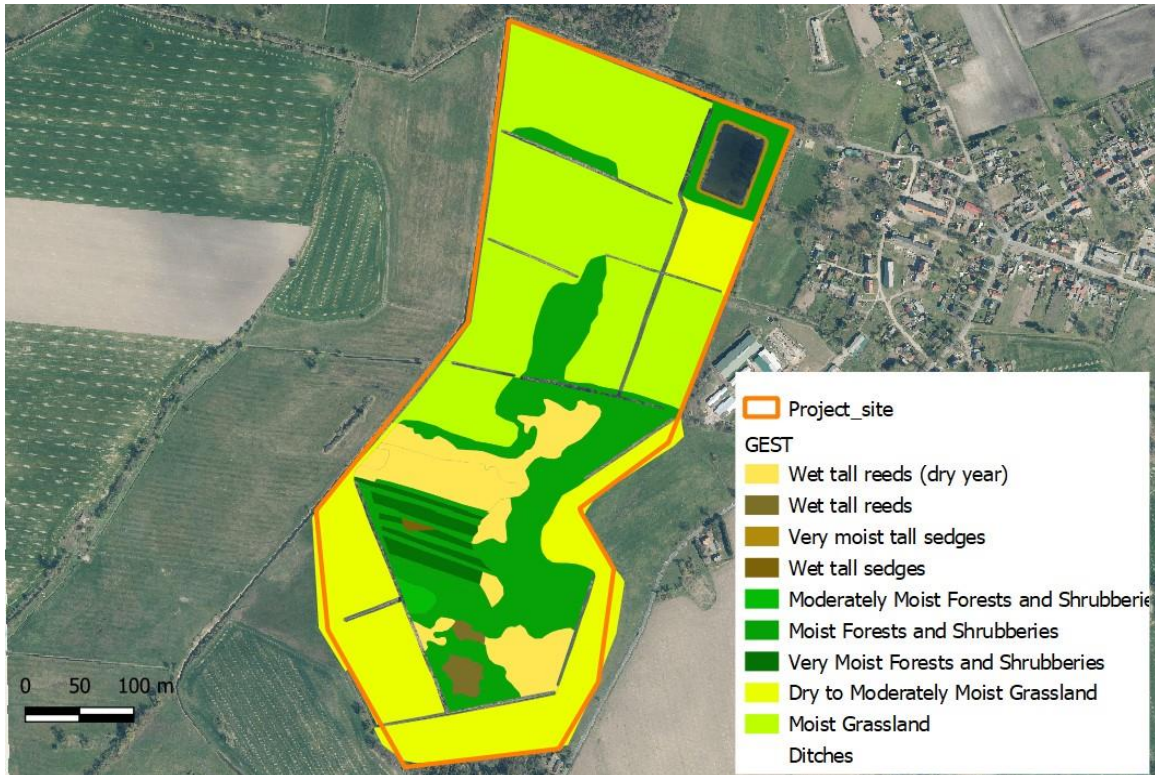 Project_site
GEST
Wet tall reeds (dry year)
Wet tall reeds
Very moist tall sedges
Wet tall sedges
Moderately Moist Forests and Shrubberie
Moist Forests and Shrubberies
Very Moist Forests and Shrubberies
Dry to Moderately Moist Grassland
Moist Grassland
Ditches
0 50 100 m